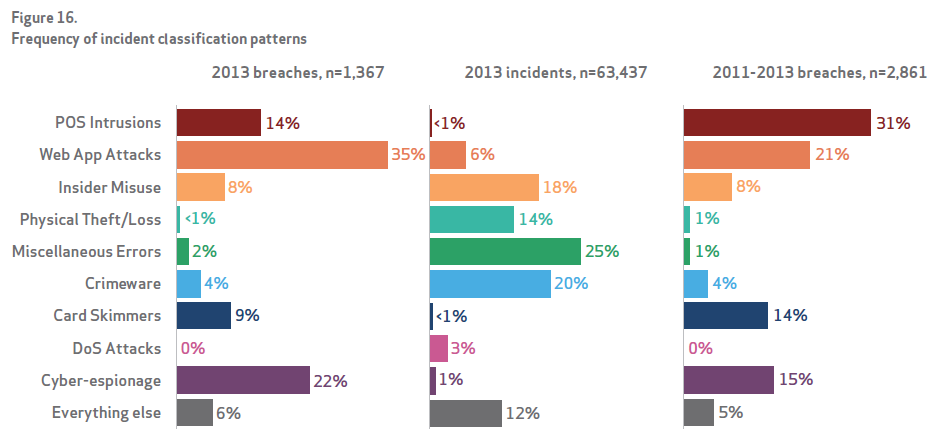 Figure 16.
Frequency of incident classification patterns
2013 breaches, n=1,367 2013 incidents, n=63,437 2011-2013 breaches, n=2,861
POS Intrusions 14% <1% 31%
Web App Attacks 35% 6% 21%
Insider Misuse 8% 18% 8%
Physical Theft/Loss <1% 14% 1%
Miscellaneous Errors 2% 25% 1%
Crimeware 4% 20% 4%
Card Skimmers 9% <1% 14%
DoS Attacks 0% 3% 0%
Cyber-espionage 22% 1% 15%
Everything else 6% 12% 5%